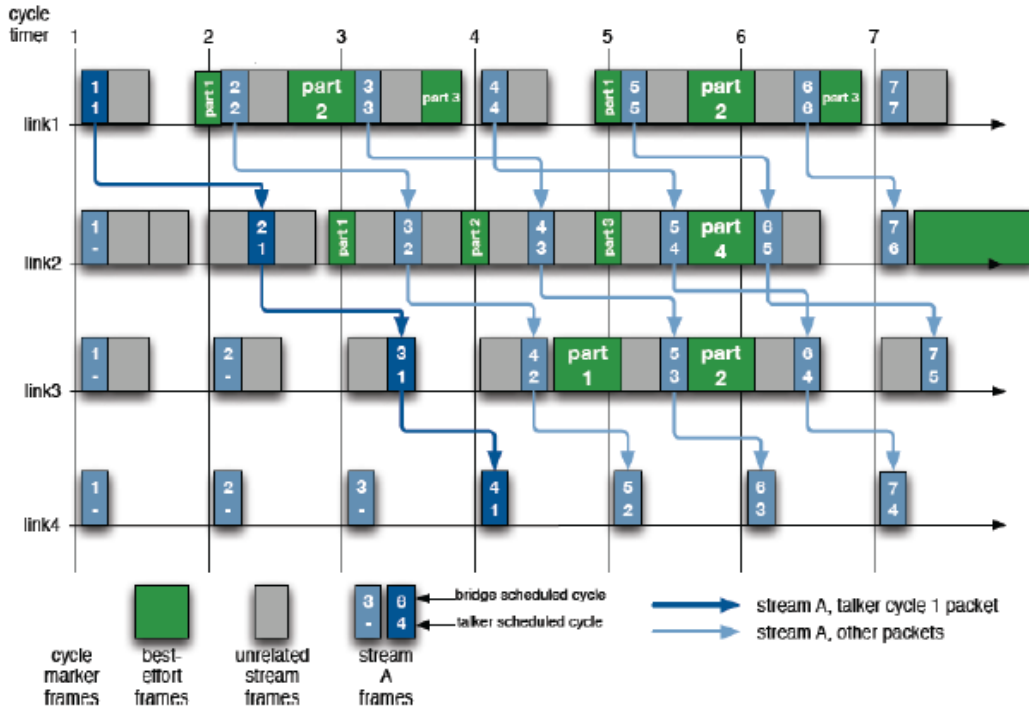 cycle
timer 1 2 3 4 5 6 7
1 part 1 2 part 3 part 3 4 part 1 5 part 6 part 3 7
1 2 2 3 4 5 2 6 7
link1
1 2 part 1 3 part 2 4 part 3 5 part 6 7
- 1 2 3 4 4 5 6
link2
1 2 3 4 part 5 part 6 7
- - 1 2 1 3 2 4 5
link3
1 2 3 4 5 6 7
- - - 1 2 3 4
link4
3 6 bridge scheduled cycle
- 4 talker scheduled cycle
stream A, talker cycle 1 packet
stream A, other packets
cycle
marker
frames
best-
effort
frames
unrelated
stream
frames
stream
A
frames